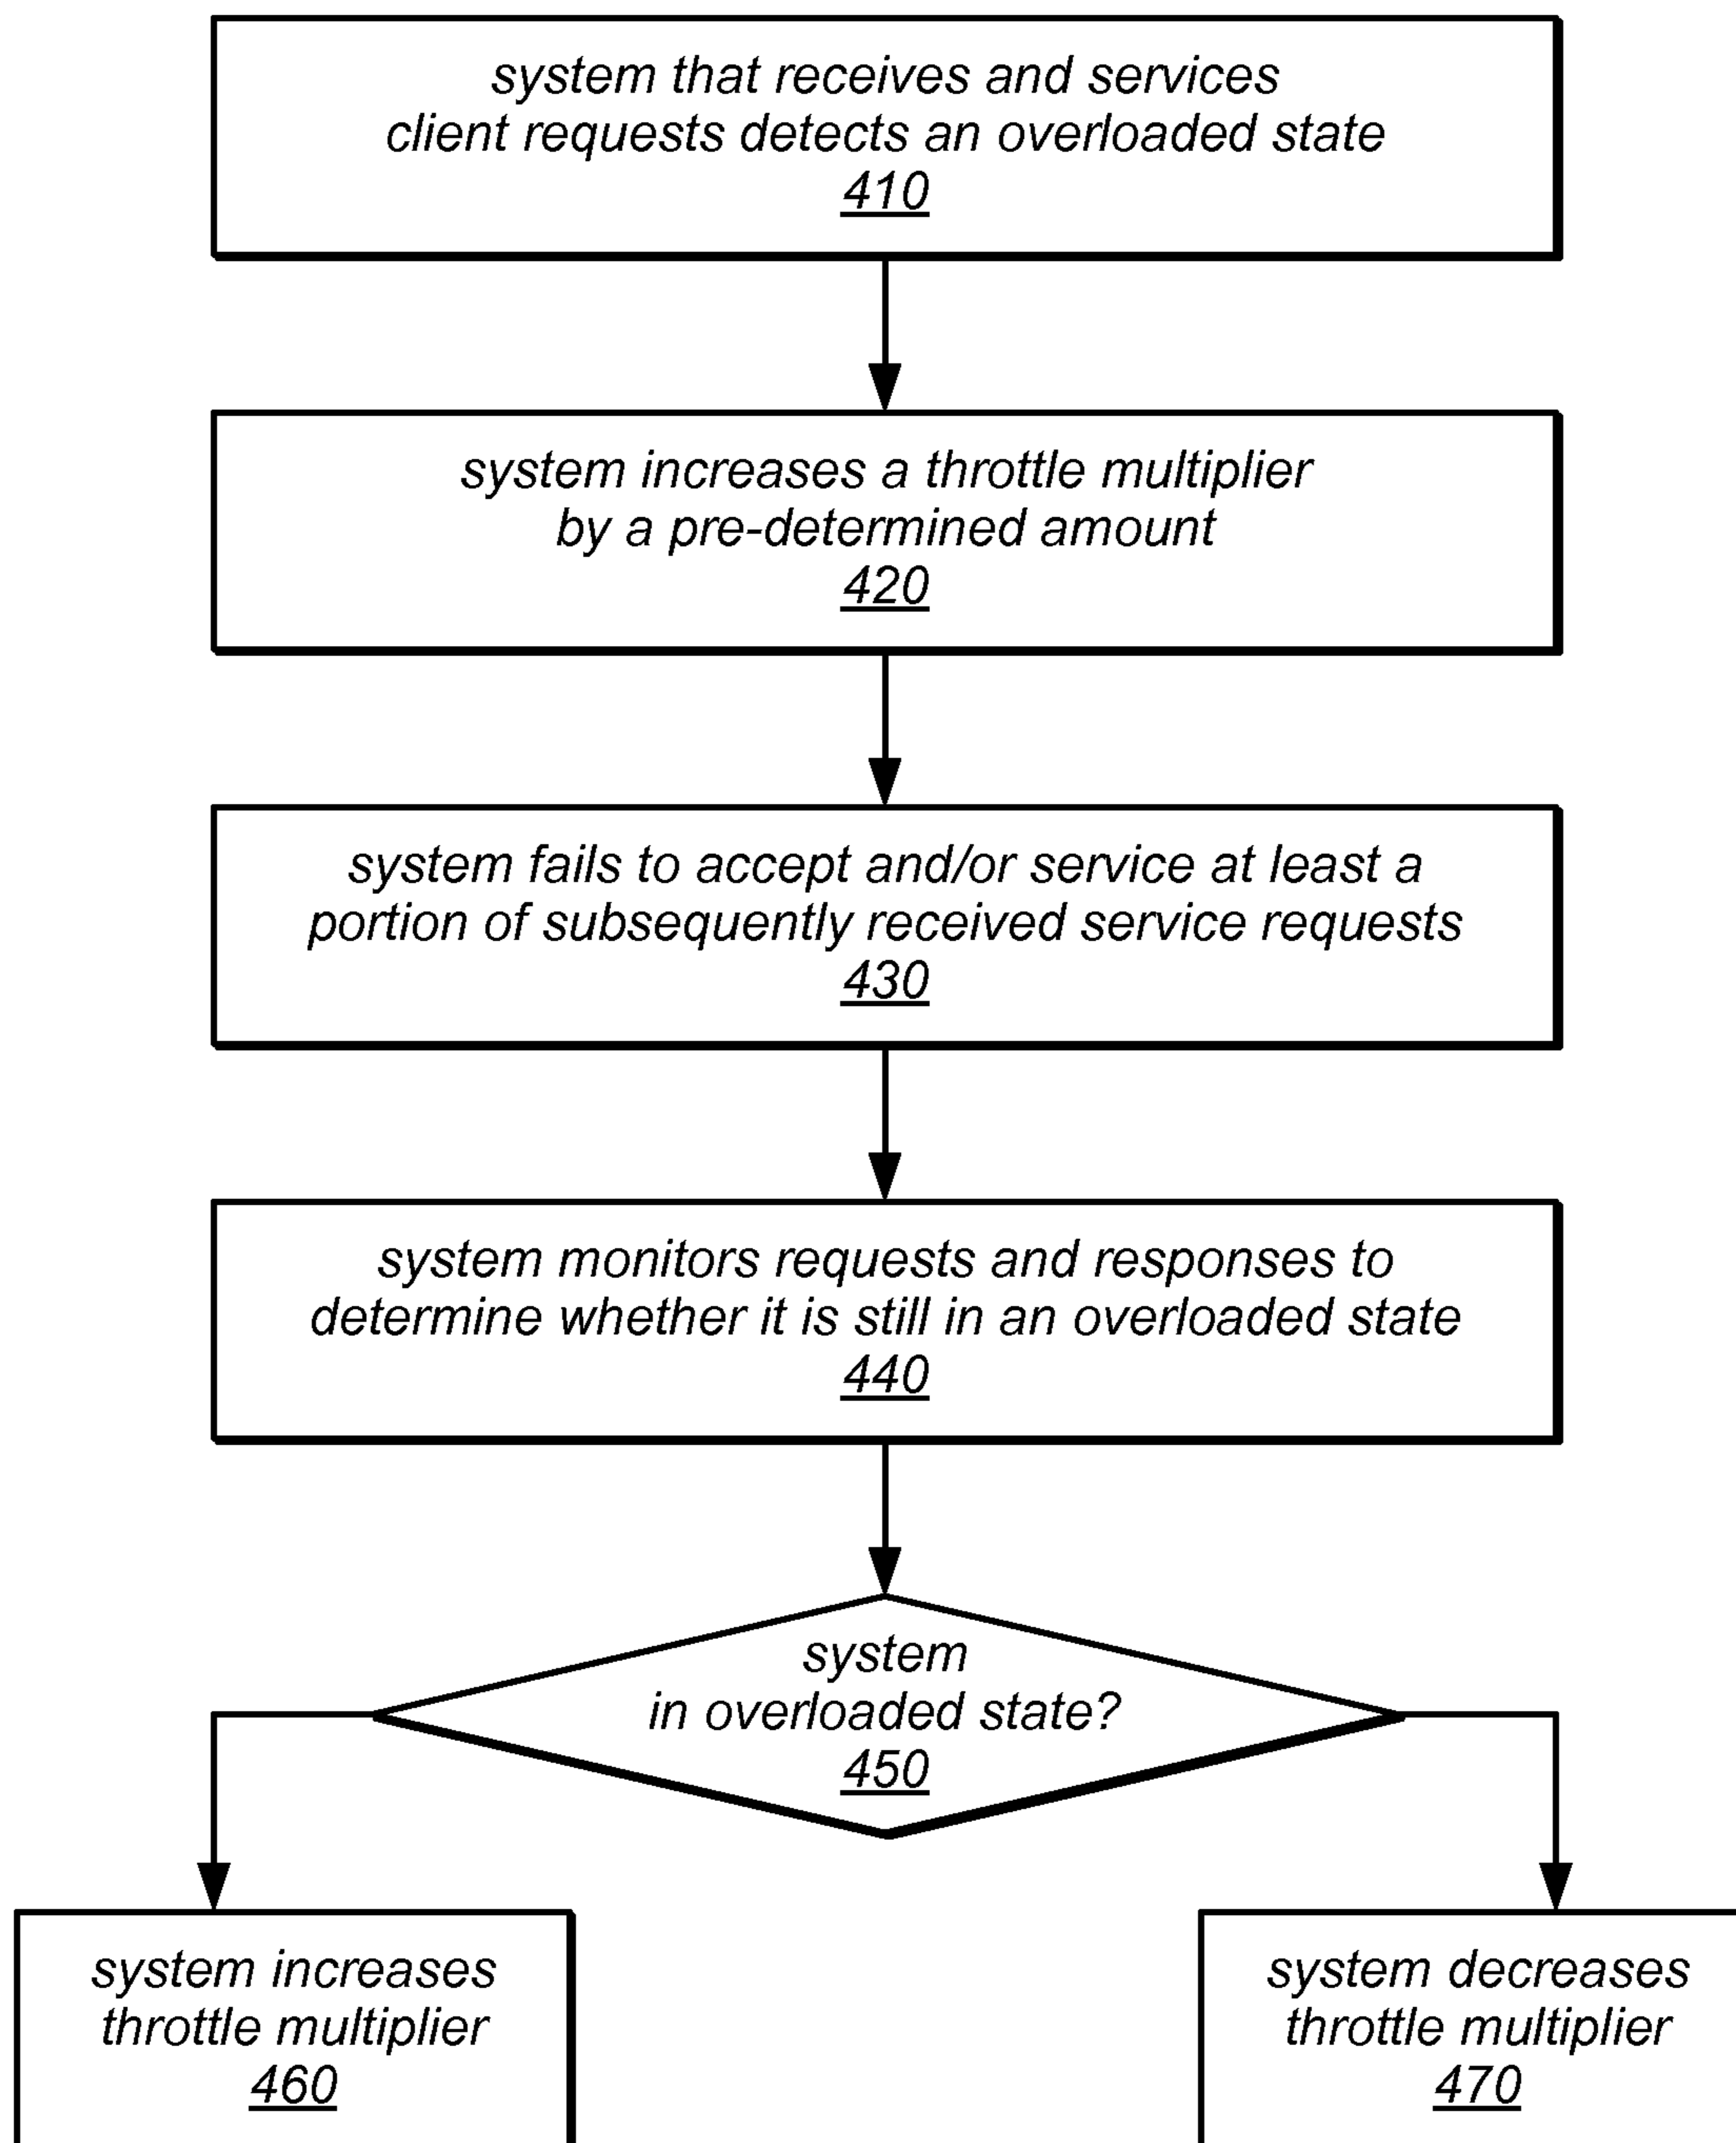 system that receives and services
client requests detects an overloaded state
410
system increases a throttle multiplier
by a pre-determined amount
420
system fails to accept and/or service at least a
portion of subsequently received service requests
430
system monitors requests and responses to
determine whether it is still in an overloaded state
440
system
in overloaded state?
450
system increases
throttle multiplier
460
system decreases
throttle multiplier
470